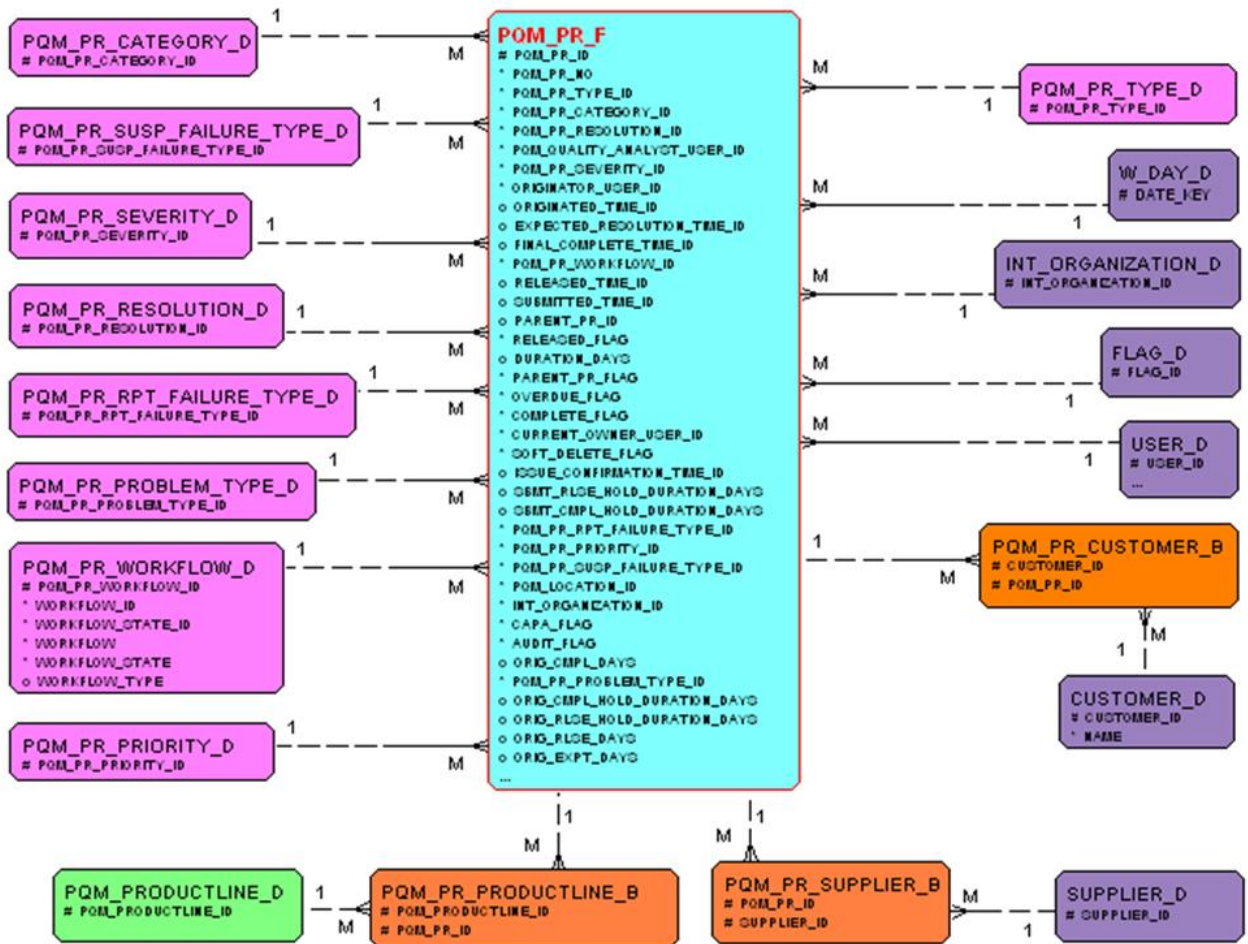 PQM_PR_CATEGORY_D
# PQM_PR_CATEGORY_ID
1
M
PQM_PR_SUSP_FAILURE_TYPE_D
# PQM_PR_SUSP_FAILURE_TYPE_ID
1
M
PQM_PR_SEVERITY_D
# PQM_PR_SEVERITY_ID
1
M
PQM_PR_RESOLUTION_D
# PQM_PR_RESOLUTION_ID
1
M
PQM_PR_RPT_FAILURE_TYPE_D
# PQM_PR_RPT_FAILURE_TYPE_ID
1
M
PQM_PR_PROBLEM_TYPE_D
# PQM_PR_PROBLEM_TYPE_ID
1
M
PQM_PR_WORKFLOW_D
# PQM_PR_WORKFLOW_ID
* WORKFLOW_ID
* WORKFLOW_STATE_ID
* WORKFLOW
* WORKFLOW_STATE
o WORKFLOW_TYPE
1
M
PQM_PR_PRIORITY_D
# PQM_PR_PRIORITY_ID
1
M
PQM_PR_F
# PQM_PR_ID
* PQM_PR_NO
* PQM_PR_TYPE_ID
* PQM_PR_CATEGORY_ID
* PQM_PR_RESOLUTION_ID
* PQM_QUALITY_ANALYST_USER_ID
* PQM_PR_SEVERITY_ID
* ORIGINATOR_USER_ID
o ORIGINATED_TIME_ID
o EXPECTED_RESOLUTION_TIME_ID
o FINAL_COMPLETE_TIME_ID
* PQM_PR_WORKFLOW_ID
o RELEASED_TIME_ID
o SUBMITTED_TIME_ID
o PARENT_PR_ID
* RELEASED_FLAG
o DURATION_DAYS
* PARENT_PR_FLAG
* OVERDUE_FLAG
* COMPLETE_FLAG
* CURRENT_OWNER_USER_ID
* SOFT_DELETE_FLAG
o ISSUE_CONFIRMATION_TIME_ID
o SBMT_RLSE_HOLD_DURATION_DAYS
o SBMT_CMPL_HOLD_DURATION_DAYS
* PQM_PR_RPT_FAILURE_TYPE_ID
* PQM_PR_PRIORITY_ID
* PQM_PR_SUSP_FAILURE_TYPE_ID
* PQM_LOCATION_ID
* INT_ORGANIZATION_ID
* CAPA_FLAG
* AUDIT_FLAG
o ORIG_CMPL_DAYS
* PQM_PR_PROBLEM_TYPE_ID
o ORIG_CMPL_HOLD_DURATION_DAYS
o ORIG_RLSE_HOLD_DURATION_DAYS
o ORIG_RLSE_DAYS
o ORIG_EXPT_DAYS
...
M
1
PQM_PR_TYPE_D
# PQM_PR_TYPE_ID
M
1
W_DAY_D
# DATE_KEY
M
1
INT_ORGANIZATION_D
# INT_ORGANIZATION_ID
M
1
FLAG_D
# FLAG_ID
M
1
USER_D
# USER_ID
...
1
M
PQM_PR_CUSTOMER_B
# CUSTOMER_ID
# PQM_PR_ID
M
1
CUSTOMER_D
# CUSTOMER_ID
* NAME
1
M
1
M
PQM_PRODUCTLINE_D
# PQM_PRODUCTLINE_ID
1
M
PQM_PR_PRODUCTLINE_B
# PQM_PRODUCTLINE_ID
# PQM_PR_ID
PQM_PR_SUPPLIER_B
# PQM_PR_ID
# SUPPLIER_ID
M
1
SUPPLIER_D
# SUPPLIER_ID